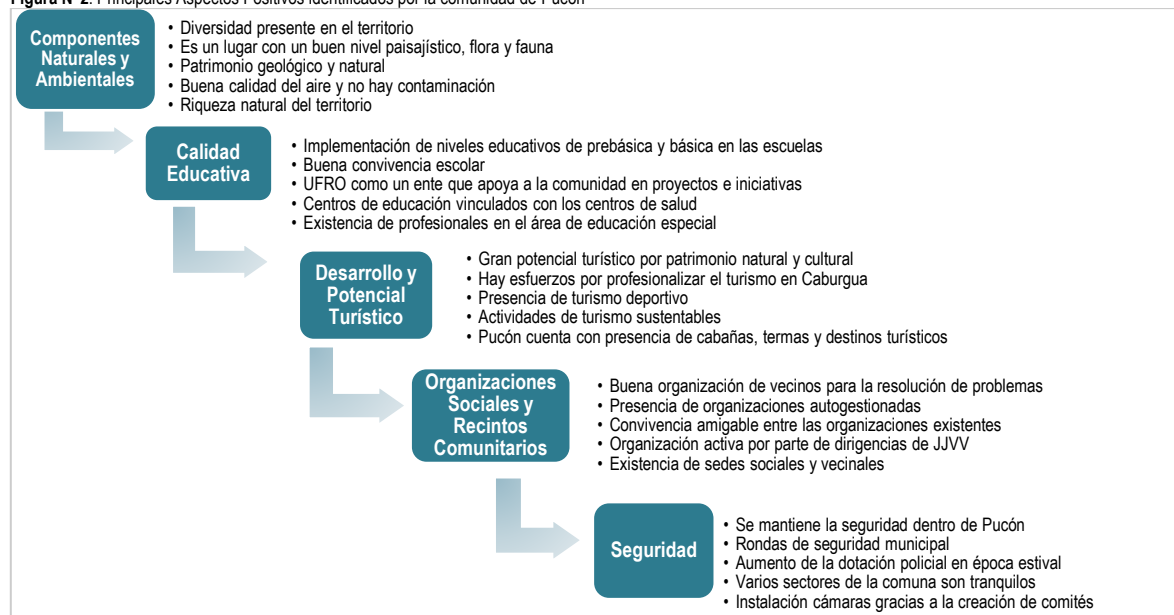 Figura N°2. Principales Aspectos Positivos identificados por la comunidad de Pucón
Componentes
Naturales y
Ambientales
• Diversidad presente en el territorio
• Es un lugar con un buen nivel paisajístico, flora y fauna
• Patrimonio geológico y natural
• Buena calidad del aire y no hay contaminación
• Riqueza natural del territorio
Calidad
Educativa
• Implementación de niveles educativos de prebásica y básica en las escuelas
• Buena convivencia escolar
• UFRO como un ente que apoya a la comunidad en proyectos e iniciativas
• Centros de educación vinculados con los centros de salud
• Existencia de profesionales en el área de educación especial
Desarrollo y
Potencial
Turístico
• Gran potencial turístico por patrimonio natural y cultural
• Hay esfuerzos por profesionalizar el turismo en Caburgua
• Presencia de turismo deportivo
• Actividades de turismo sustentables
• Pucón cuenta con presencia de cabañas, termas y destinos turísticos
Organizaciones
Sociales y
Recintos
Comunitarios
• Buena organización de vecinos para la resolución de problemas
• Presencia de organizaciones autogestionadas
• Convivencia amigable entre las organizaciones existentes
• Organización activa por parte de dirigencias de JJVV
• Existencia de sedes sociales y vecinales
Seguridad
• Se mantiene la seguridad dentro de Pucón
• Rondas de seguridad municipal
• Aumento de la dotación policial en época estival
• Varios sectores de la comuna son tranquilos
• Instalación cámaras gracias a la creación de comités